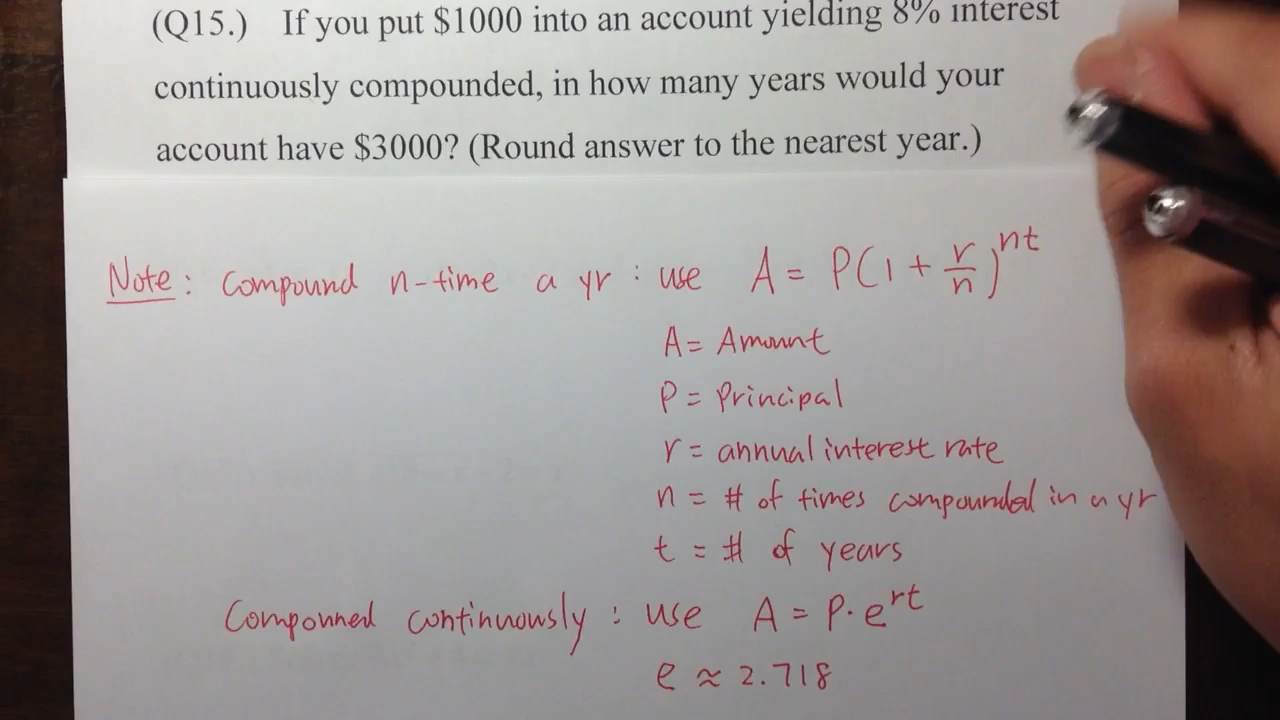 (Q15.) If you put $1000 into an account yielding 8% interest
continuously compounded, in how many years would your
account have $3000? (Round answer to the nearest year.)
Note: Compound n-time a yr : use A = P(1 + r/n)^nt
A = Amount
P = Principal
r = annual interest rate
n = # of times compounded in a yr
t = # of years
Componned continuously : use A = P·e^rt
e ≈ 2.718